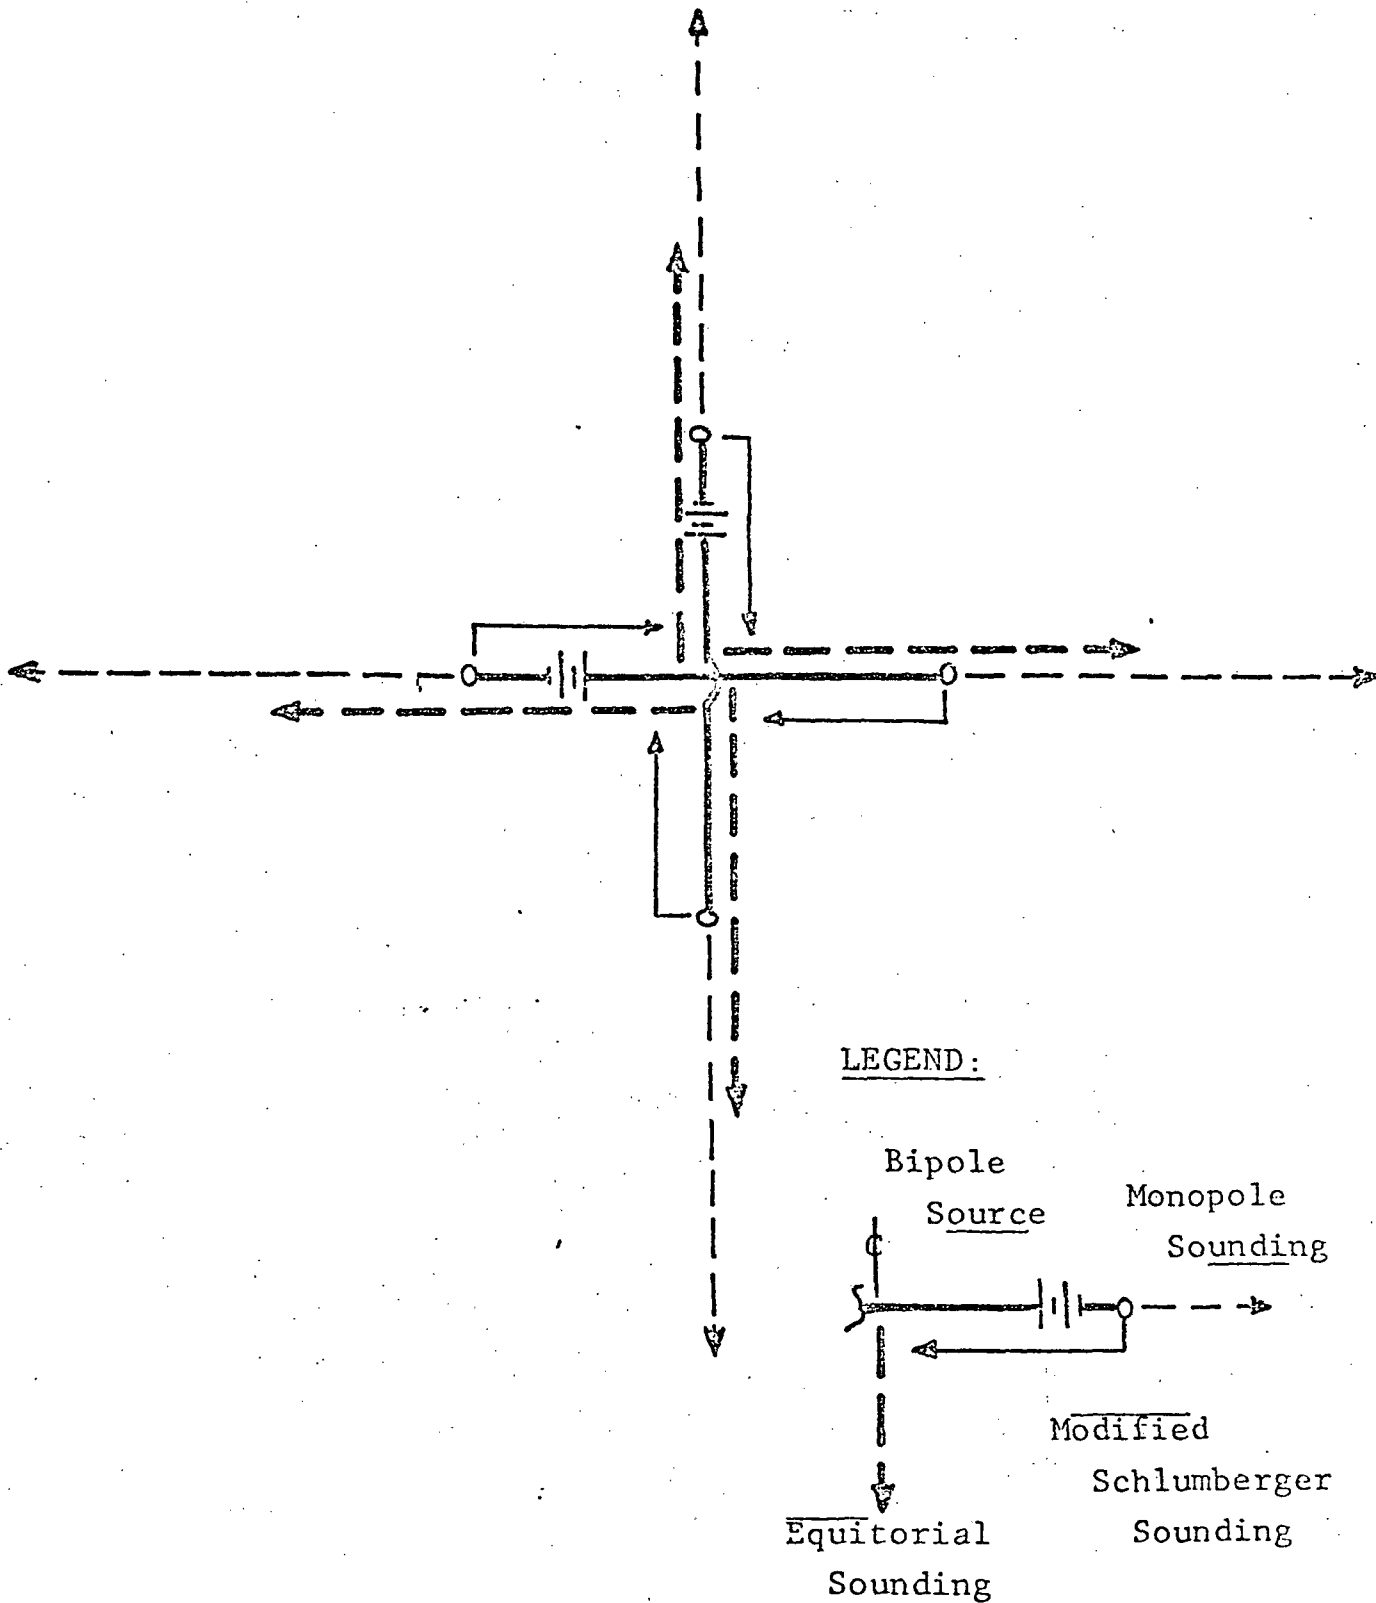 LEGEND:
Bipole
Source
Monopole
Sounding
C
Modified
Schlumberger
Sounding
Equitorial
Sounding